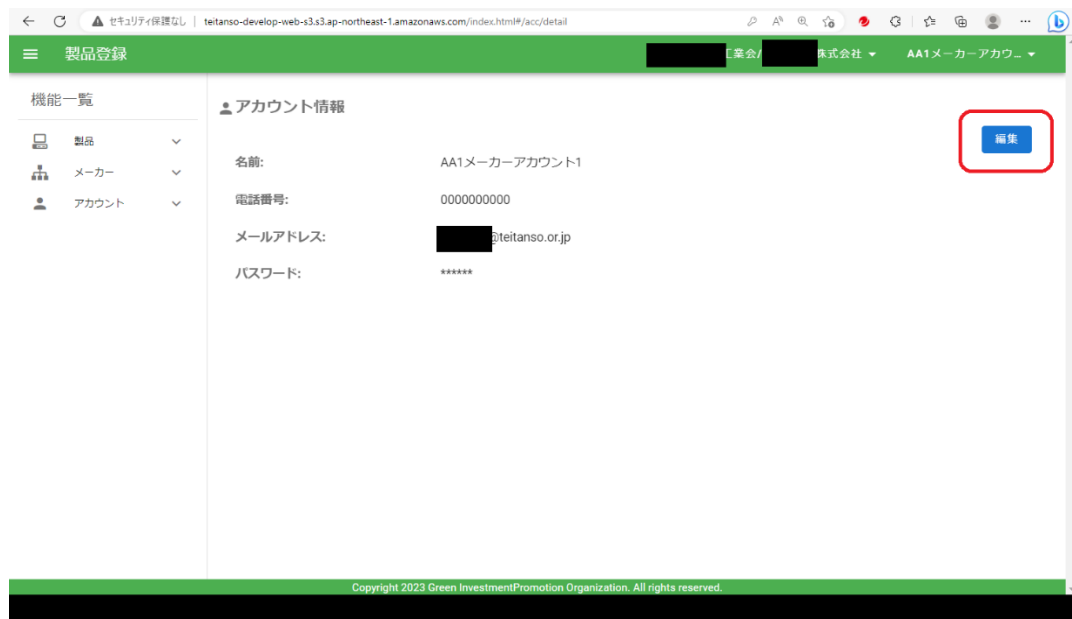 セキュリティ保護なし | teitanso-develop-web-s3.s3.ap-northeast-1.amazonaws.com/index.html#/acc/detail
製品登録
工業会/ 株式会社
AA1メーカーアカウ...
機能一覧
製品
メーカー
アカウント
アカウント情報
編集
名前: AA1メーカーアカウント1
電話番号: 0000000000
メールアドレス: @teitanso.or.jp
パスワード: ******
Copyright 2023 Green InvestmentPromotion Organization. All rights reserved.